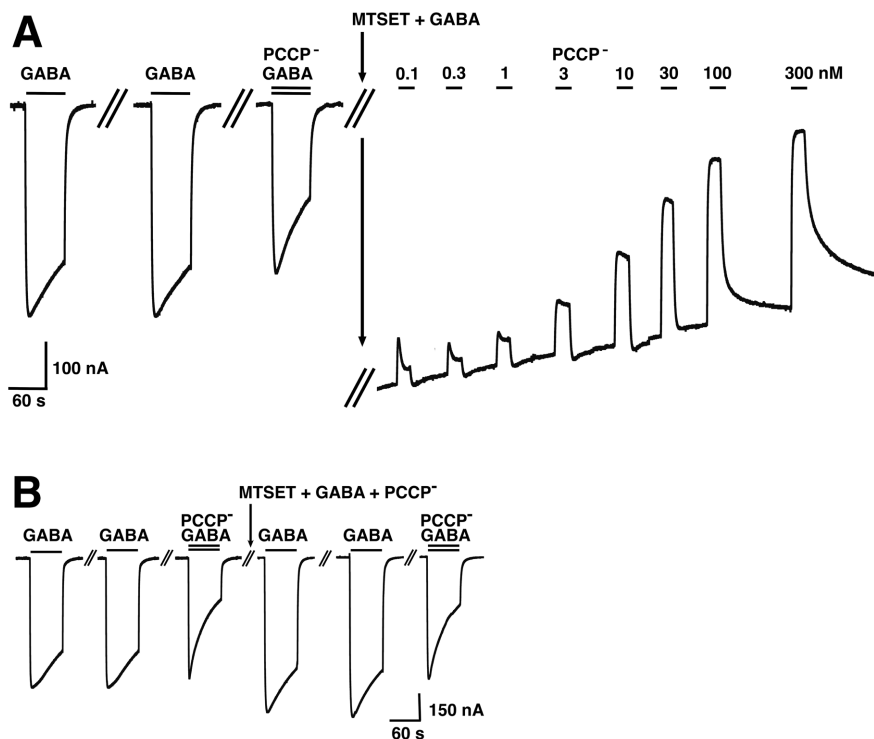 A
MTSET + GABA
GABA
GABA
PCCP-
GABA
PCCP-
0.1 0.3 1 3 10 30 100 300 nM
100 nA
60 s
B
MTSET + GABA + PCCP-
GABA
GABA
PCCP-
GABA
GABA
GABA
PCCP-
GABA
150 nA
60 s